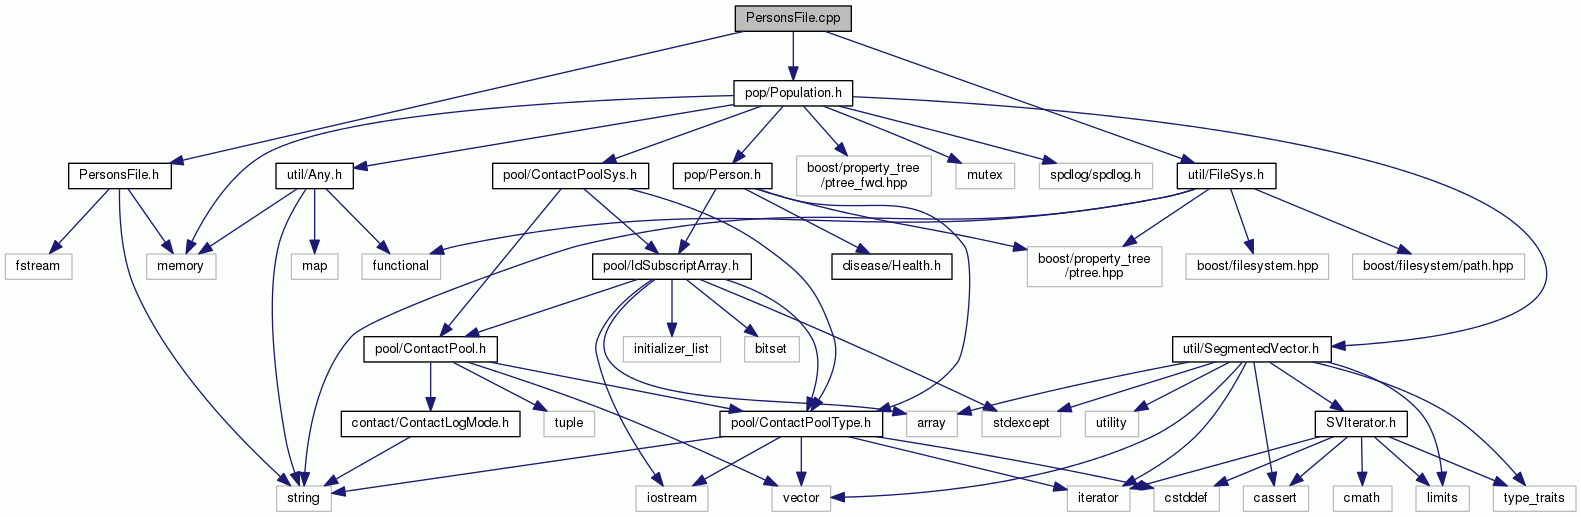 PersonsFile.cpp
pop/Population.h
PersonsFile.h
util/Any.h
pool/ContactPoolSys.h
pop/Person.h
boost/property_tree
/ptree_fwd.hpp
mutex
spdlog/spdlog.h
util/FileSys.h
fstream
memory
map
functional
pool/IdSubscriptArray.h
disease/Health.h
boost/property_tree
/ptree.hpp
boost/filesystem.hpp
boost/filesystem/path.hpp
pool/ContactPool.h
initializer_list
bitset
util/SegmentedVector.h
contact/ContactLogMode.h
tuple
pool/ContactPoolType.h
array
stdexcept
utility
SVIterator.h
string
iostream
vector
iterator
cstddef
cassert
cmath
limits
type_traits